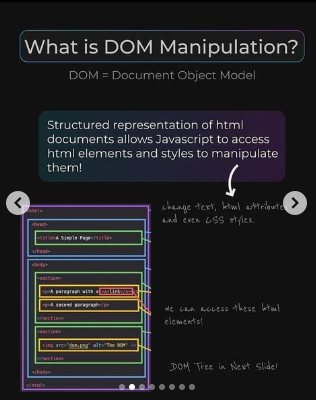 What is DOM Manipulation?
DOM = Document Object Model
Structured representation of html
documents allows Javascript to access
html elements and styles to manipulate
them!
change text, html attribute
and even CSS styles.
<html>
<head>
<title>A Simple Page</title>
</head>
<body>
<section>
<p>A paragraph with a <p>link</p>
<p>A second paragraph</p>
</section>
<section>
<img src="dom.png" alt="The DOM" />
</section>
</body>
</html>
we can access these html
elements!
DOM Tree in Next Slide!